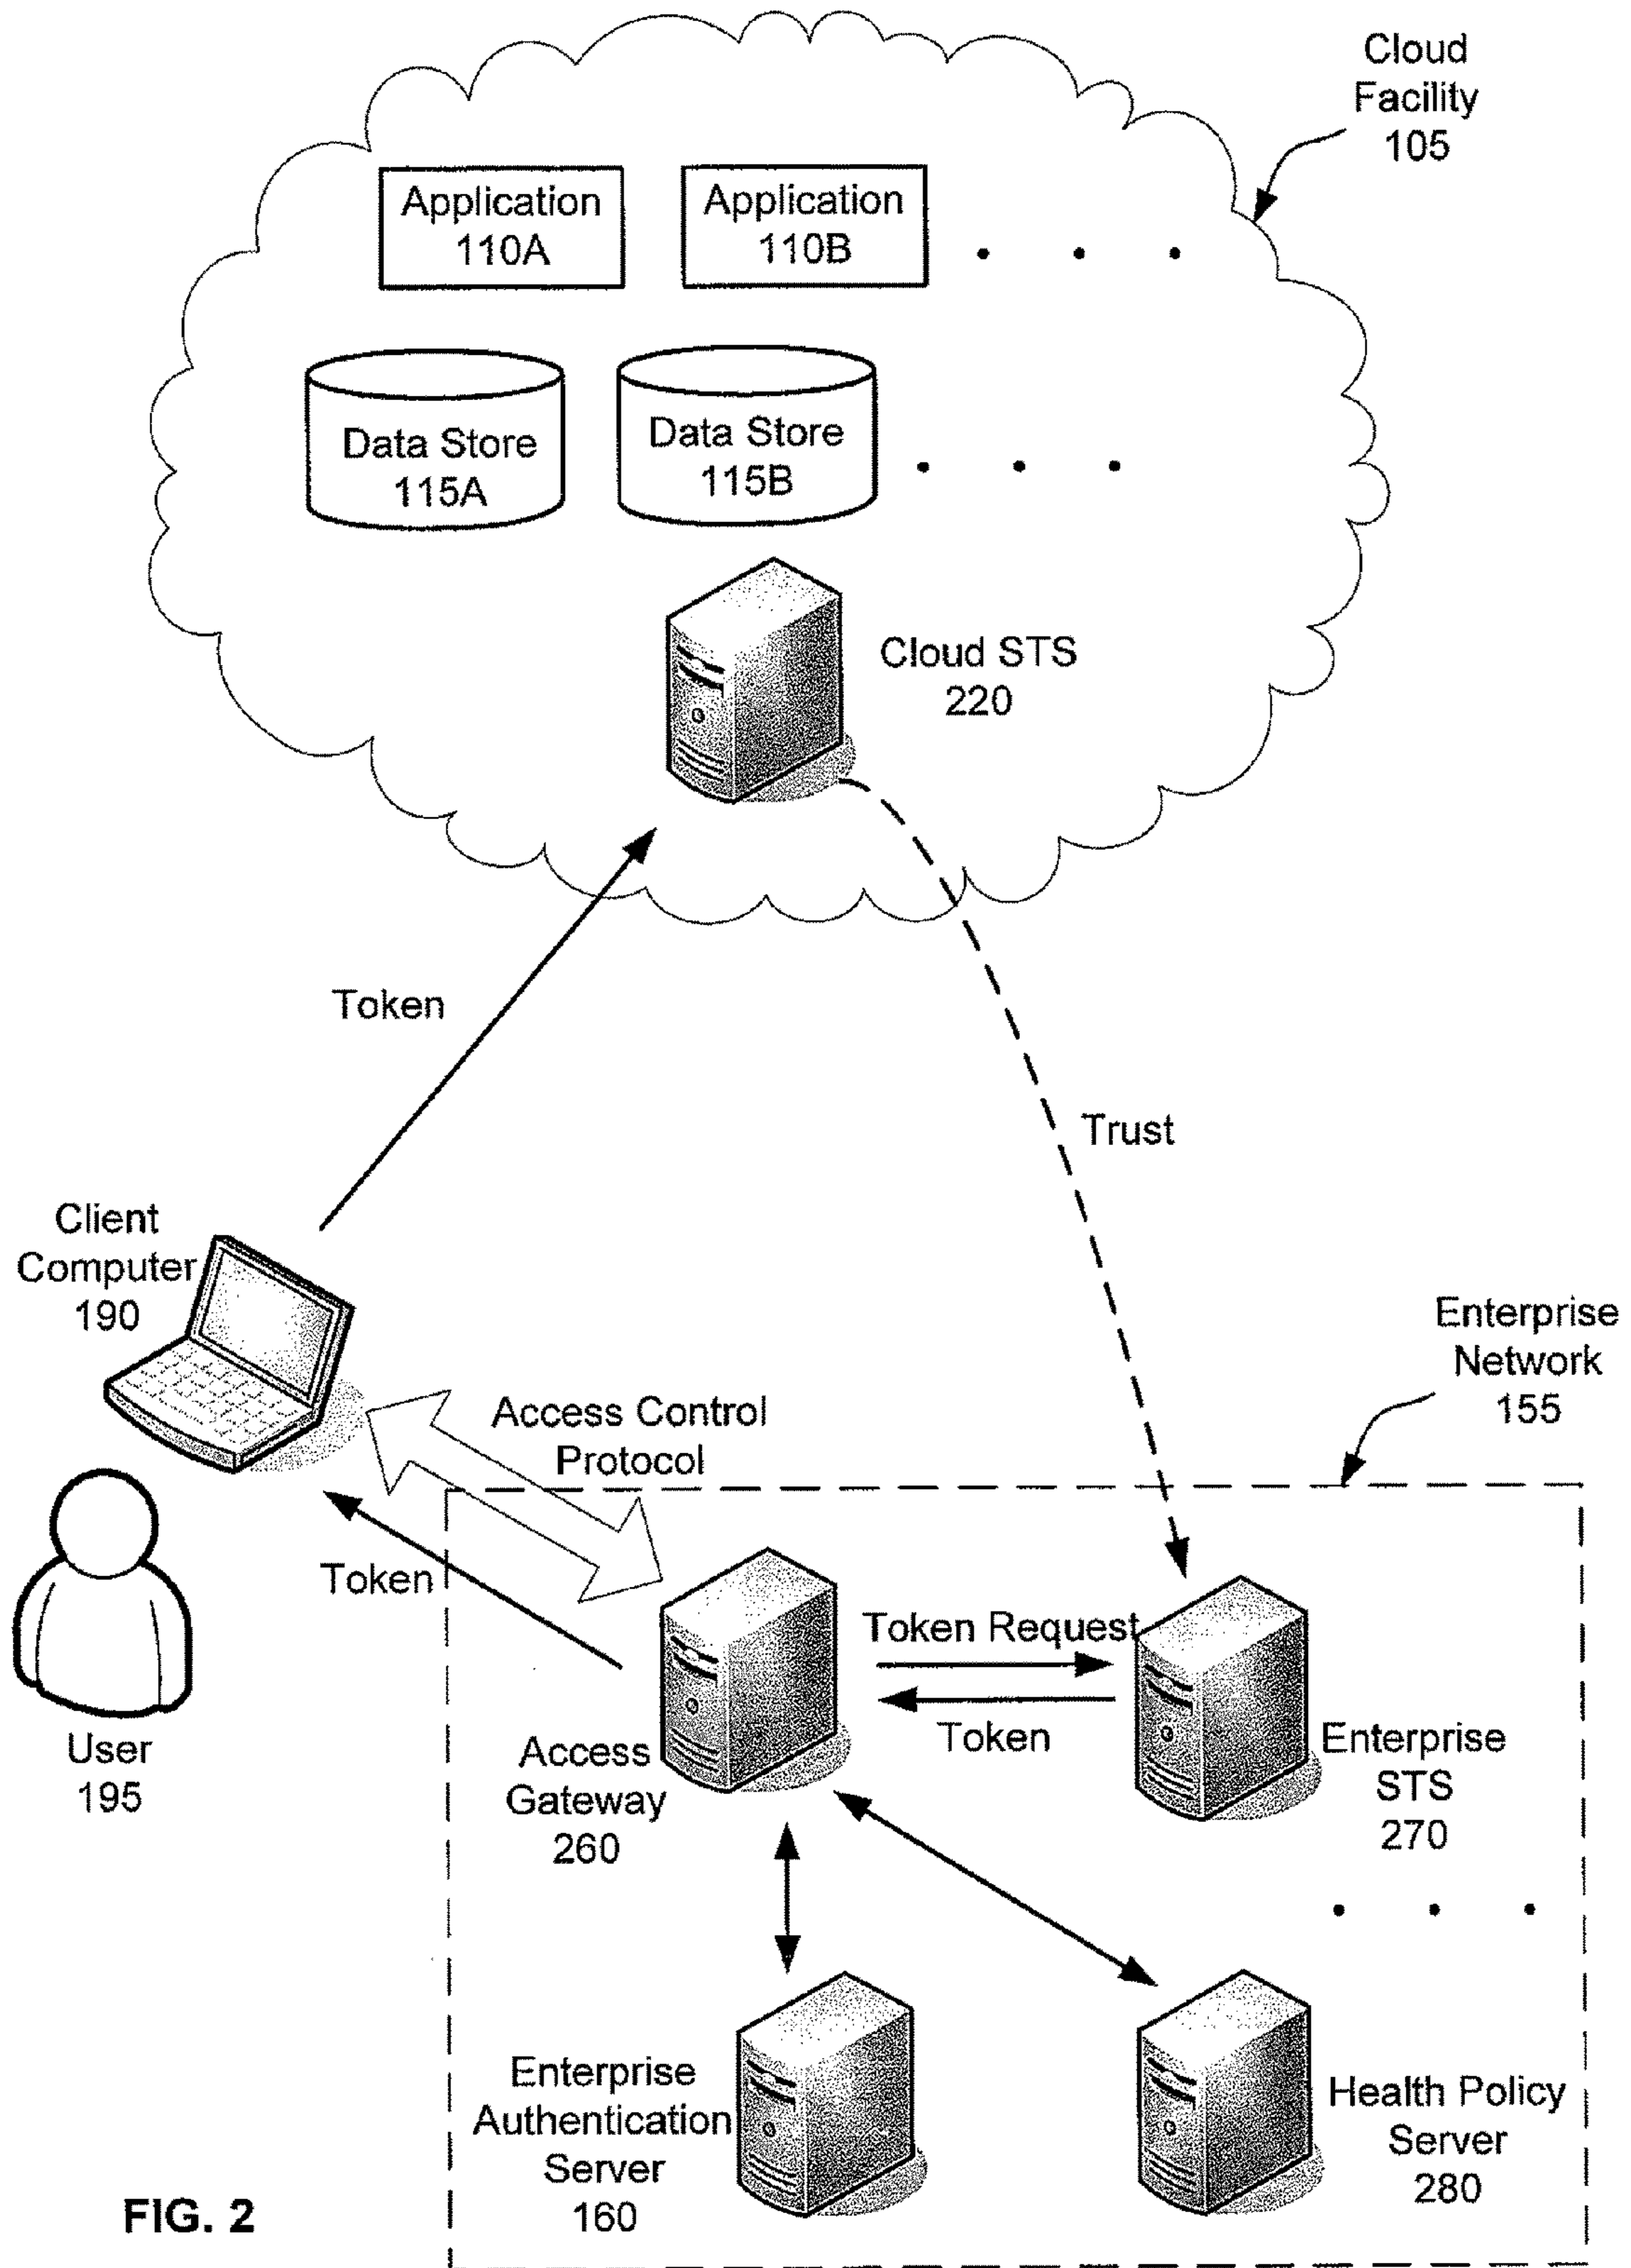 Cloud
Facility
105
Application
110A
Application
110B
Data Store
115A
Data Store
115B
Cloud STS
220
Token
Trust
Client
Computer
190
Enterprise
Network
155
Access Control
Protocol
Token
Token Request
Token
User
195
Access
Gateway
260
Enterprise
STS
270
Enterprise
Authentication
Server
160
Health Policy
Server
280
FIG. 2